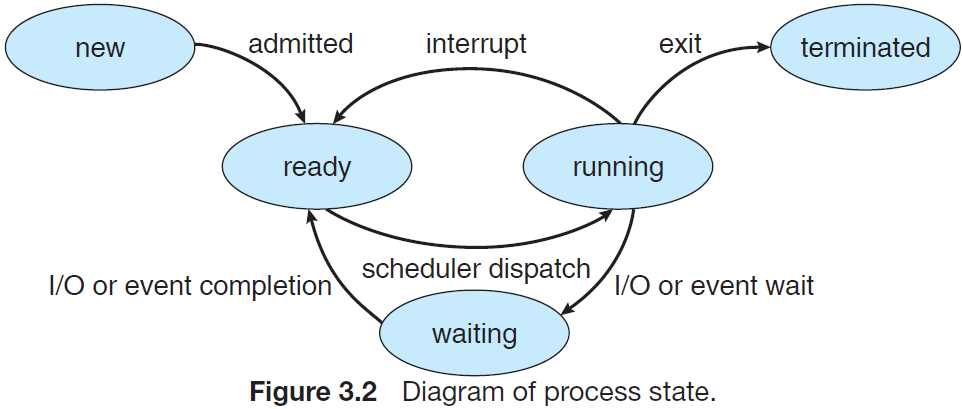 new
admitted
interrupt
exit
terminated
ready
running
scheduler dispatch
I/O or event completion
I/O or event wait
waiting
Figure 3.2 Diagram of process state.